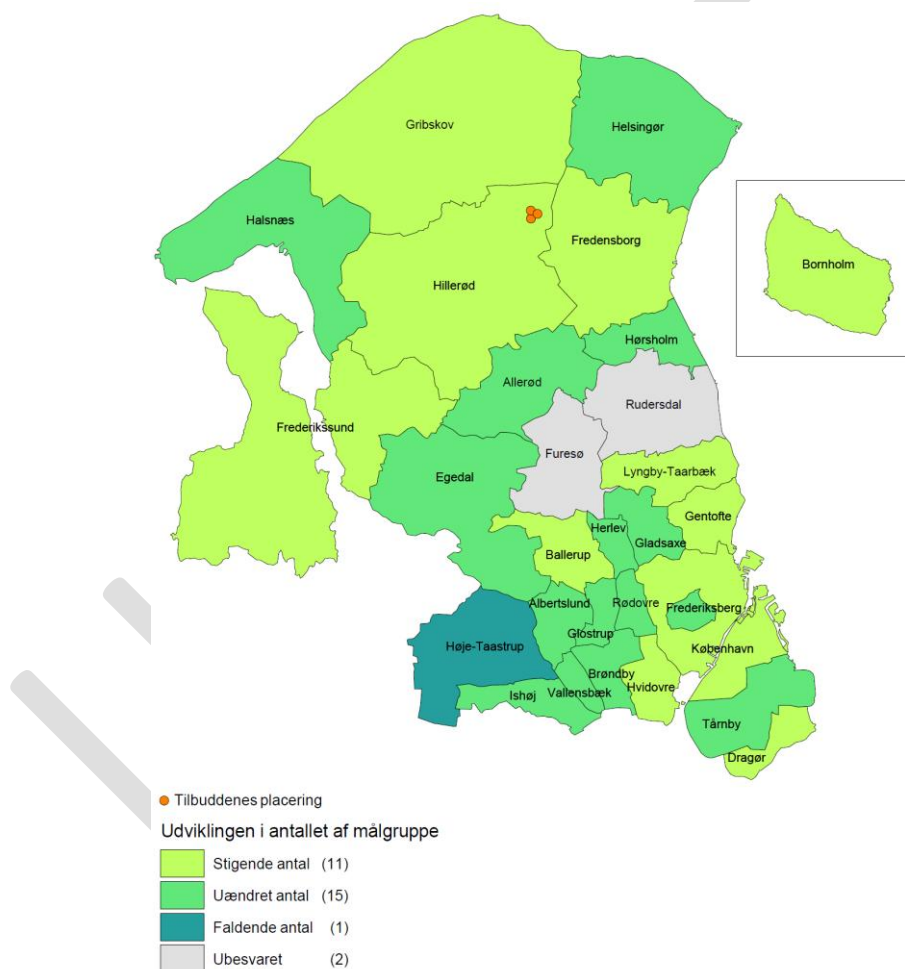 Gribskov
Helsingør
Halsnæs
Fredensborg
Bornholm
Hillerød
Hørsholm
Allerød
Rudersdal
Frederikssund
Furesø
Egedal
Lyngby-Taarbæk
Gentofte
Herlev
Gladsaxe
Ballerup
Albertslund
Rødovre
Frederiksberg
Glostrup
Høje-Taastrup
København
Brøndby
Ishøj
Vallensbæk
Hvidovre
Tårnby
Dragør
Tilbuddenes placering
Udviklingen i antallet af målgruppe
Stigende antal (11)
Uændret antal (15)
Faldende antal (1)
Ubesvaret (2)